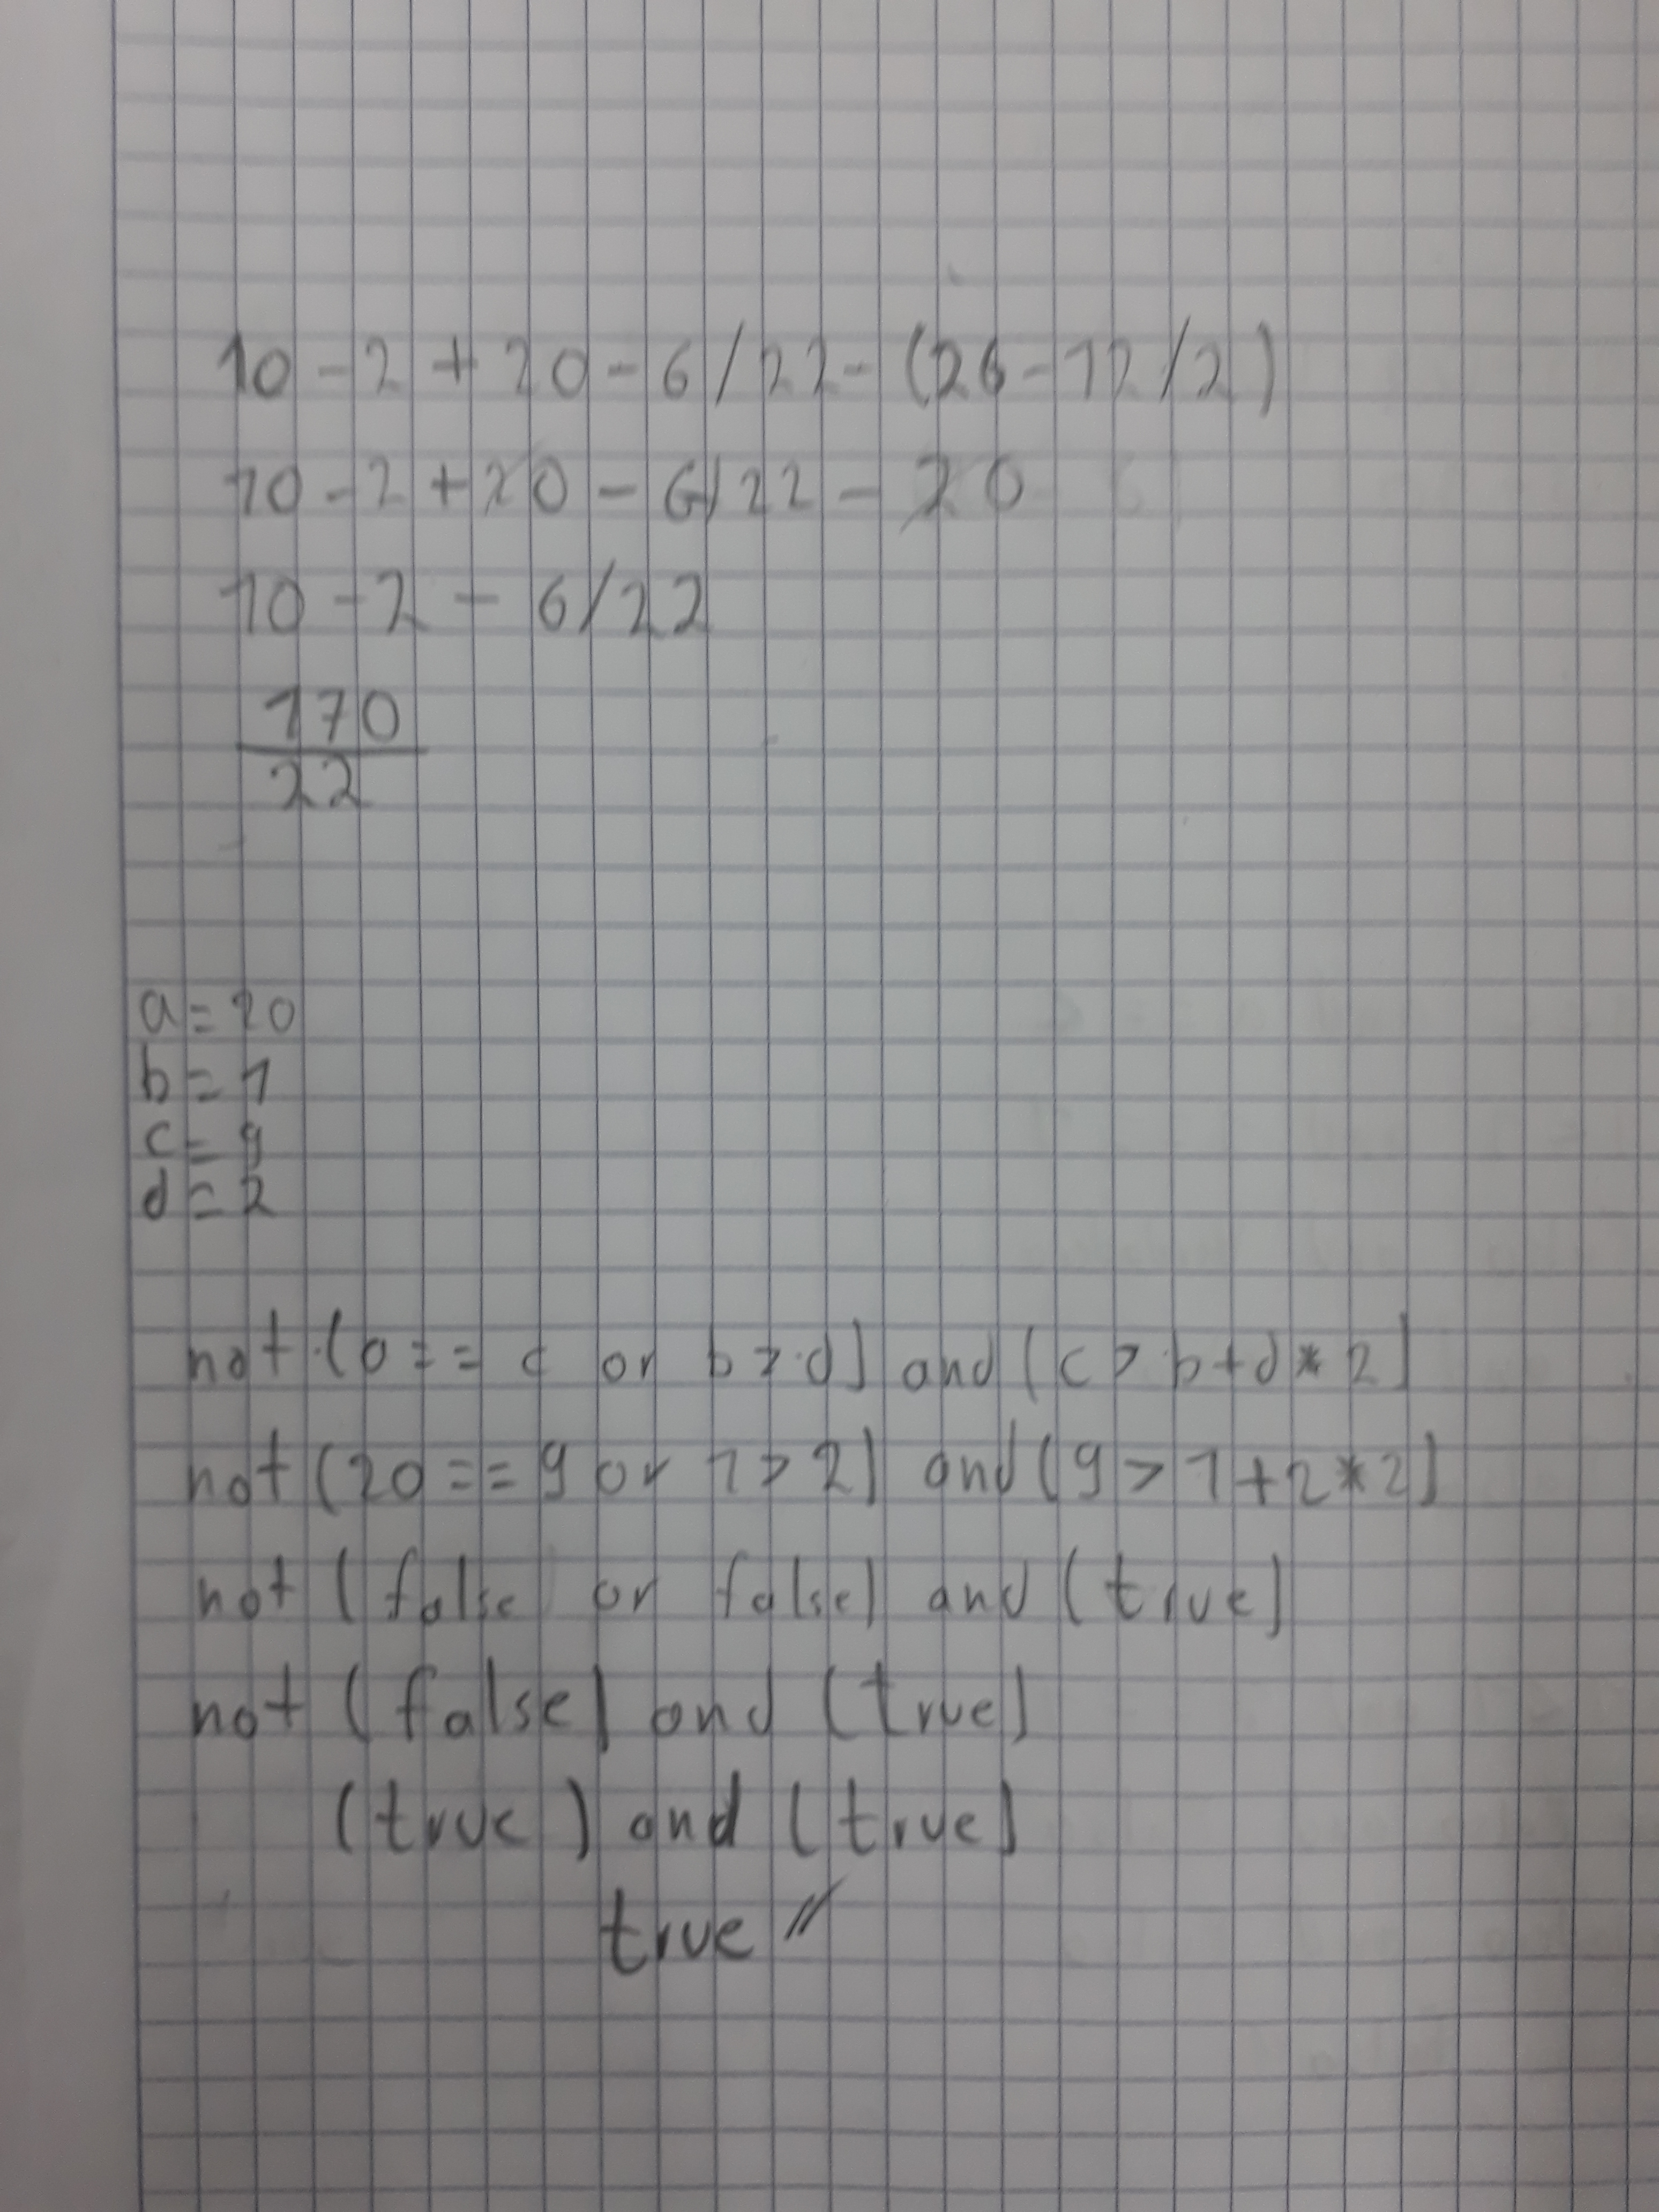 10 - 2 + 20 - 6 / 22 - (26 - 12 / 2)
10 - 2 + 20 - 6 / 22 - 20
10 - 2 - 6 / 22
170
22
a = 20
b = 1
c = 9
d = 2
not (a == c or b > d) and (c > b + d * 2)
not (20 == 9 or 1 > 2) and (9 > 1 + 2 * 2)
not (false or false) and (true)
not (false) and (true)
(true) and (true)
true //